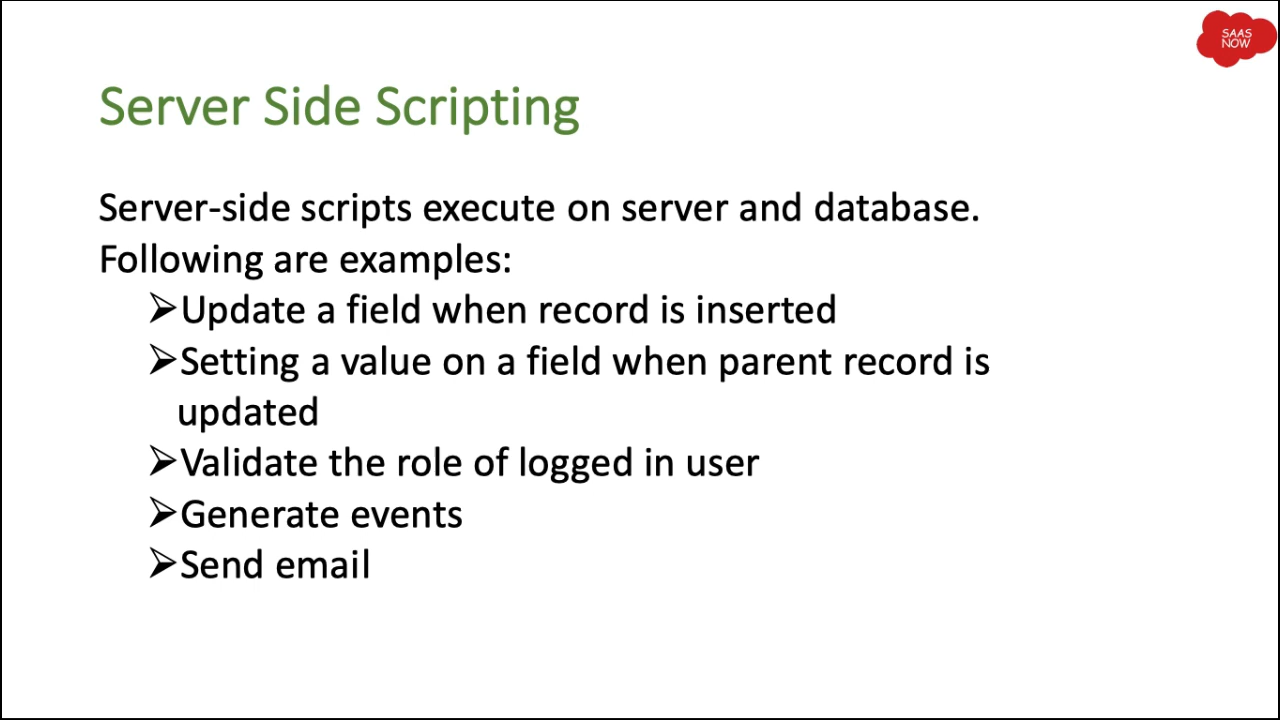 SAAS
NOW
Server Side Scripting
Server-side scripts execute on server and database.
Following are examples:
➢Update a field when record is inserted
➢Setting a value on a field when parent record is
updated
➢Validate the role of logged in user
➢Generate events
➢Send email